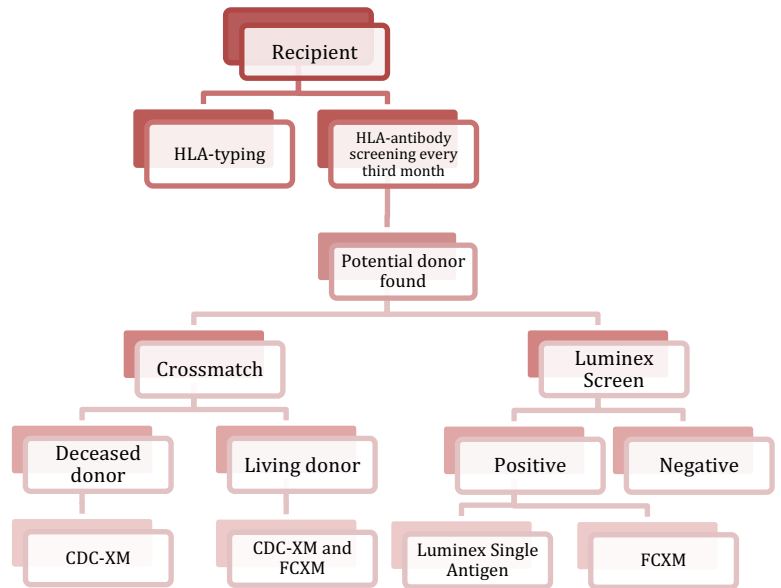 Recipient
HLA-typing
HLA-antibody
screening every
third month
Potential donor
found
Crossmatch
Luminex
Screen
Deceased
donor
Living donor
Positive
Negative
CDC-XM
CDC-XM and
FCXM
Luminex Single
Antigen
FCXM